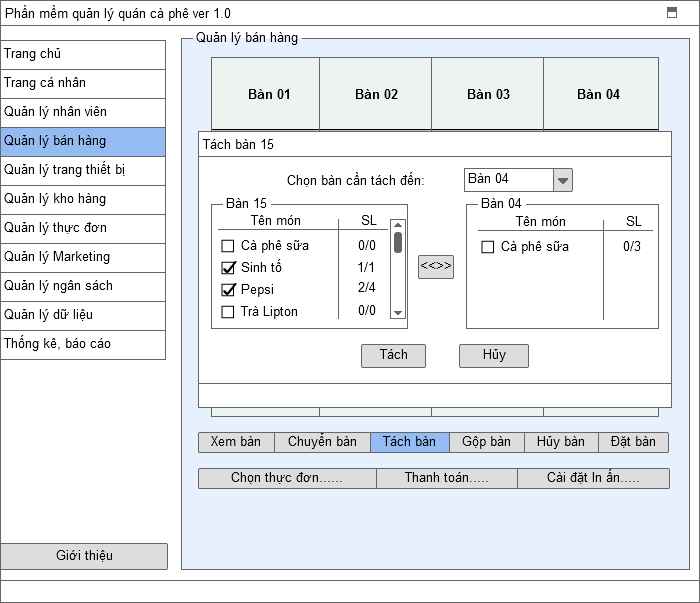 Phần mềm quản lý quán cà phê ver 1.0
Trang chủ
Trang cá nhân
Quản lý nhân viên
Quản lý bán hàng
Quản lý trang thiết bị
Quản lý kho hàng
Quản lý thực đơn
Quản lý Marketing
Quản lý ngân sách
Quản lý dữ liệu
Thống kê, báo cáo
Giới thiệu
Quản lý bán hàng
Bàn 01 Bàn 02 Bàn 03 Bàn 04
Tách bàn 15
Chọn bàn cần tách đến: Bàn 04
Bàn 15
Tên món SL
Cà phê sữa 0/0
Sinh tố 1/1
Pepsi 2/4
Trà Lipton 0/0
<<>>
Bàn 04
Tên món SL
Cà phê sữa 0/3
Tách Hủy
Xem bàn Chuyển bàn Tách bàn Gộp bàn Hủy bàn Đặt bàn
Chọn thực đơn...... Thanh toán..... Cài đặt In ấn.....